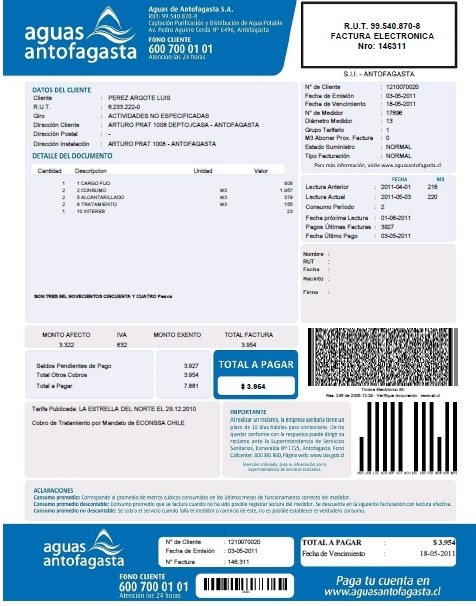 aguas
antofagasta
Aguas de Antofagasta S.A.
RUT: 99.540.870-8
Captación Purificación y Distribución de Agua Potable
Av. Pedro Aguirre Cerda Nº 6496, Antofagasta
FONO CLIENTE
600 700 01 01
Atención las 24 horas
R.U.T. 99.540.870-8
FACTURA ELECTRONICA
Nro: 146311
S.I.I. - ANTOFAGASTA
DATOS DEL CLIENTE
Cliente : PEREZ ARGOTE LUIS
R.U.T. : 6.233.222-0
Giro : ACTIVIDADES NO ESPECIFICADAS
Dirección Cliente : ARTURO PRAT 1008 DEPTO./CASA - ANTOFAGASTA
Dirección Postal : -
Dirección Instalación : ARTURO PRAT 1008 - ANTOFAGASTA
N° de Cliente : 1210070020
Fecha de Emisión : 03-05-2011
Fecha de Vencimiento : 18-05-2011
N° de Medidor : 17696
Diámetro Medidor : 13
Grupo Tarifario : 1
M3 Abonar Prox. Factura : 0
Estado Suministro : NORMAL
Tipo Facturación : NORMAL
Para más información, visite www.aguasantofagasta.cl
DETALLE DEL DOCUMENTO
Cantidad Descripcion Unidad Valor
1 1 CARGO FIJO 808
2 2 CONSUMO M3 1.957
2 5 ALCANTARILLADO M3 379
2 6 TRATAMIENTO M3 155
1 10 INTERES 23
SON: TRES MIL NOVECIENTOS CINCUENTA Y CUATRO Pesos
FECHA M3
Lectura Anterior : 2011-04-01 218
Lectura Actual : 2011-05-03 220
Consumo Periodo : 2
Fecha próxima Lectura : 01-06-2011
Pagos Últimas Facturas : 3927
Fecha Último Pago : 03-05-2011
Nombre :
RUT :
Fecha :
Recinto :
Firma :
MONTO AFECTO IVA MONTO EXENTO TOTAL FACTURA
3.322 632 3.954
Saldos Pendientes de Pago 3.927
Total Otros Cobros 3.954
Total a Pagar 7.881
TOTAL A PAGAR
$ 3.954
Timbre Electrónico SII
Verifique documento: www.sii.cl
Tarifa Publicada: LA ESTRELLA DEL NORTE EL 29.12.2010
Cobro de Tratamiento por Mandato de ECONSSA CHILE
IMPORTANTE
Al realizar un reclamo, la empresa sanitaria tiene un
plazo de 10 días hábiles para contestarle. De no
quedar conforme con la respuesta puede dirigir su
reclamo ante la Superintendencia de Servicios
Sanitarios, Esmeralda Nº 1725, Antofagasta, Fono
Callcenter: 800 381 800, Página web: www.siss.gob.cl
Inserción ordenada, para su información por la
Superintendencia de Servicios Sanitarios.
ACLARACIONES
Consumo promedio: Corresponde al promedio de metros cúbicos consumidos en los últimos meses de funcionamiento correcto del medidor.
Consumo promedio descontable: Consumo promedio que se factura cuando no ha sido posible registrar lectura del medidor. Se descuenta en la siguiente facturación con lectura efectiva.
Consumo promedio no descontable: Se cobra el servicio cuando falla el medidor o carencia de éste, no es posible establecer el verdadero consumo.
aguas
antofagasta
FONO CLIENTE
600 700 01 01
Atención las 24 horas
N° de Cliente : 1210070020
Fecha de Emisión : 03-05-2011
N° Factura : 146.311
TOTAL A PAGAR : $ 3.954
Fecha de Vencimiento : 18-05-2011
Paga tu cuenta en
www.aguasantofagasta.cl